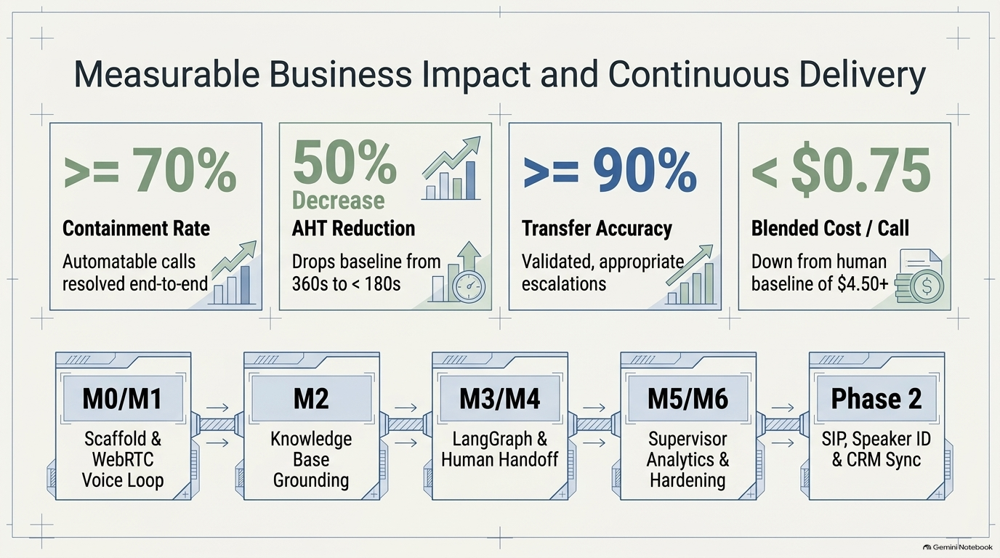 Measurable Business Impact and Continuous Delivery
>= 70%
Containment Rate
Automatable calls
resolved end-to-end
50%
Decrease
AHT Reduction
Drops baseline from
360s to < 180s
>= 90%
Transfer Accuracy
Validated, appropriate
escalations
< $0.75
Blended Cost / Call
Down from human
baseline of $4.50+
$
M0/M1
Scaffold &
WebRTC
Voice Loop
M2
Knowledge
Base
Grounding
M3/M4
LangGraph &
Human Handoff
M5/M6
Supervisor
Analytics &
Hardening
Phase 2
SIP, Speaker ID
& CRM Sync
Gemini Notebook